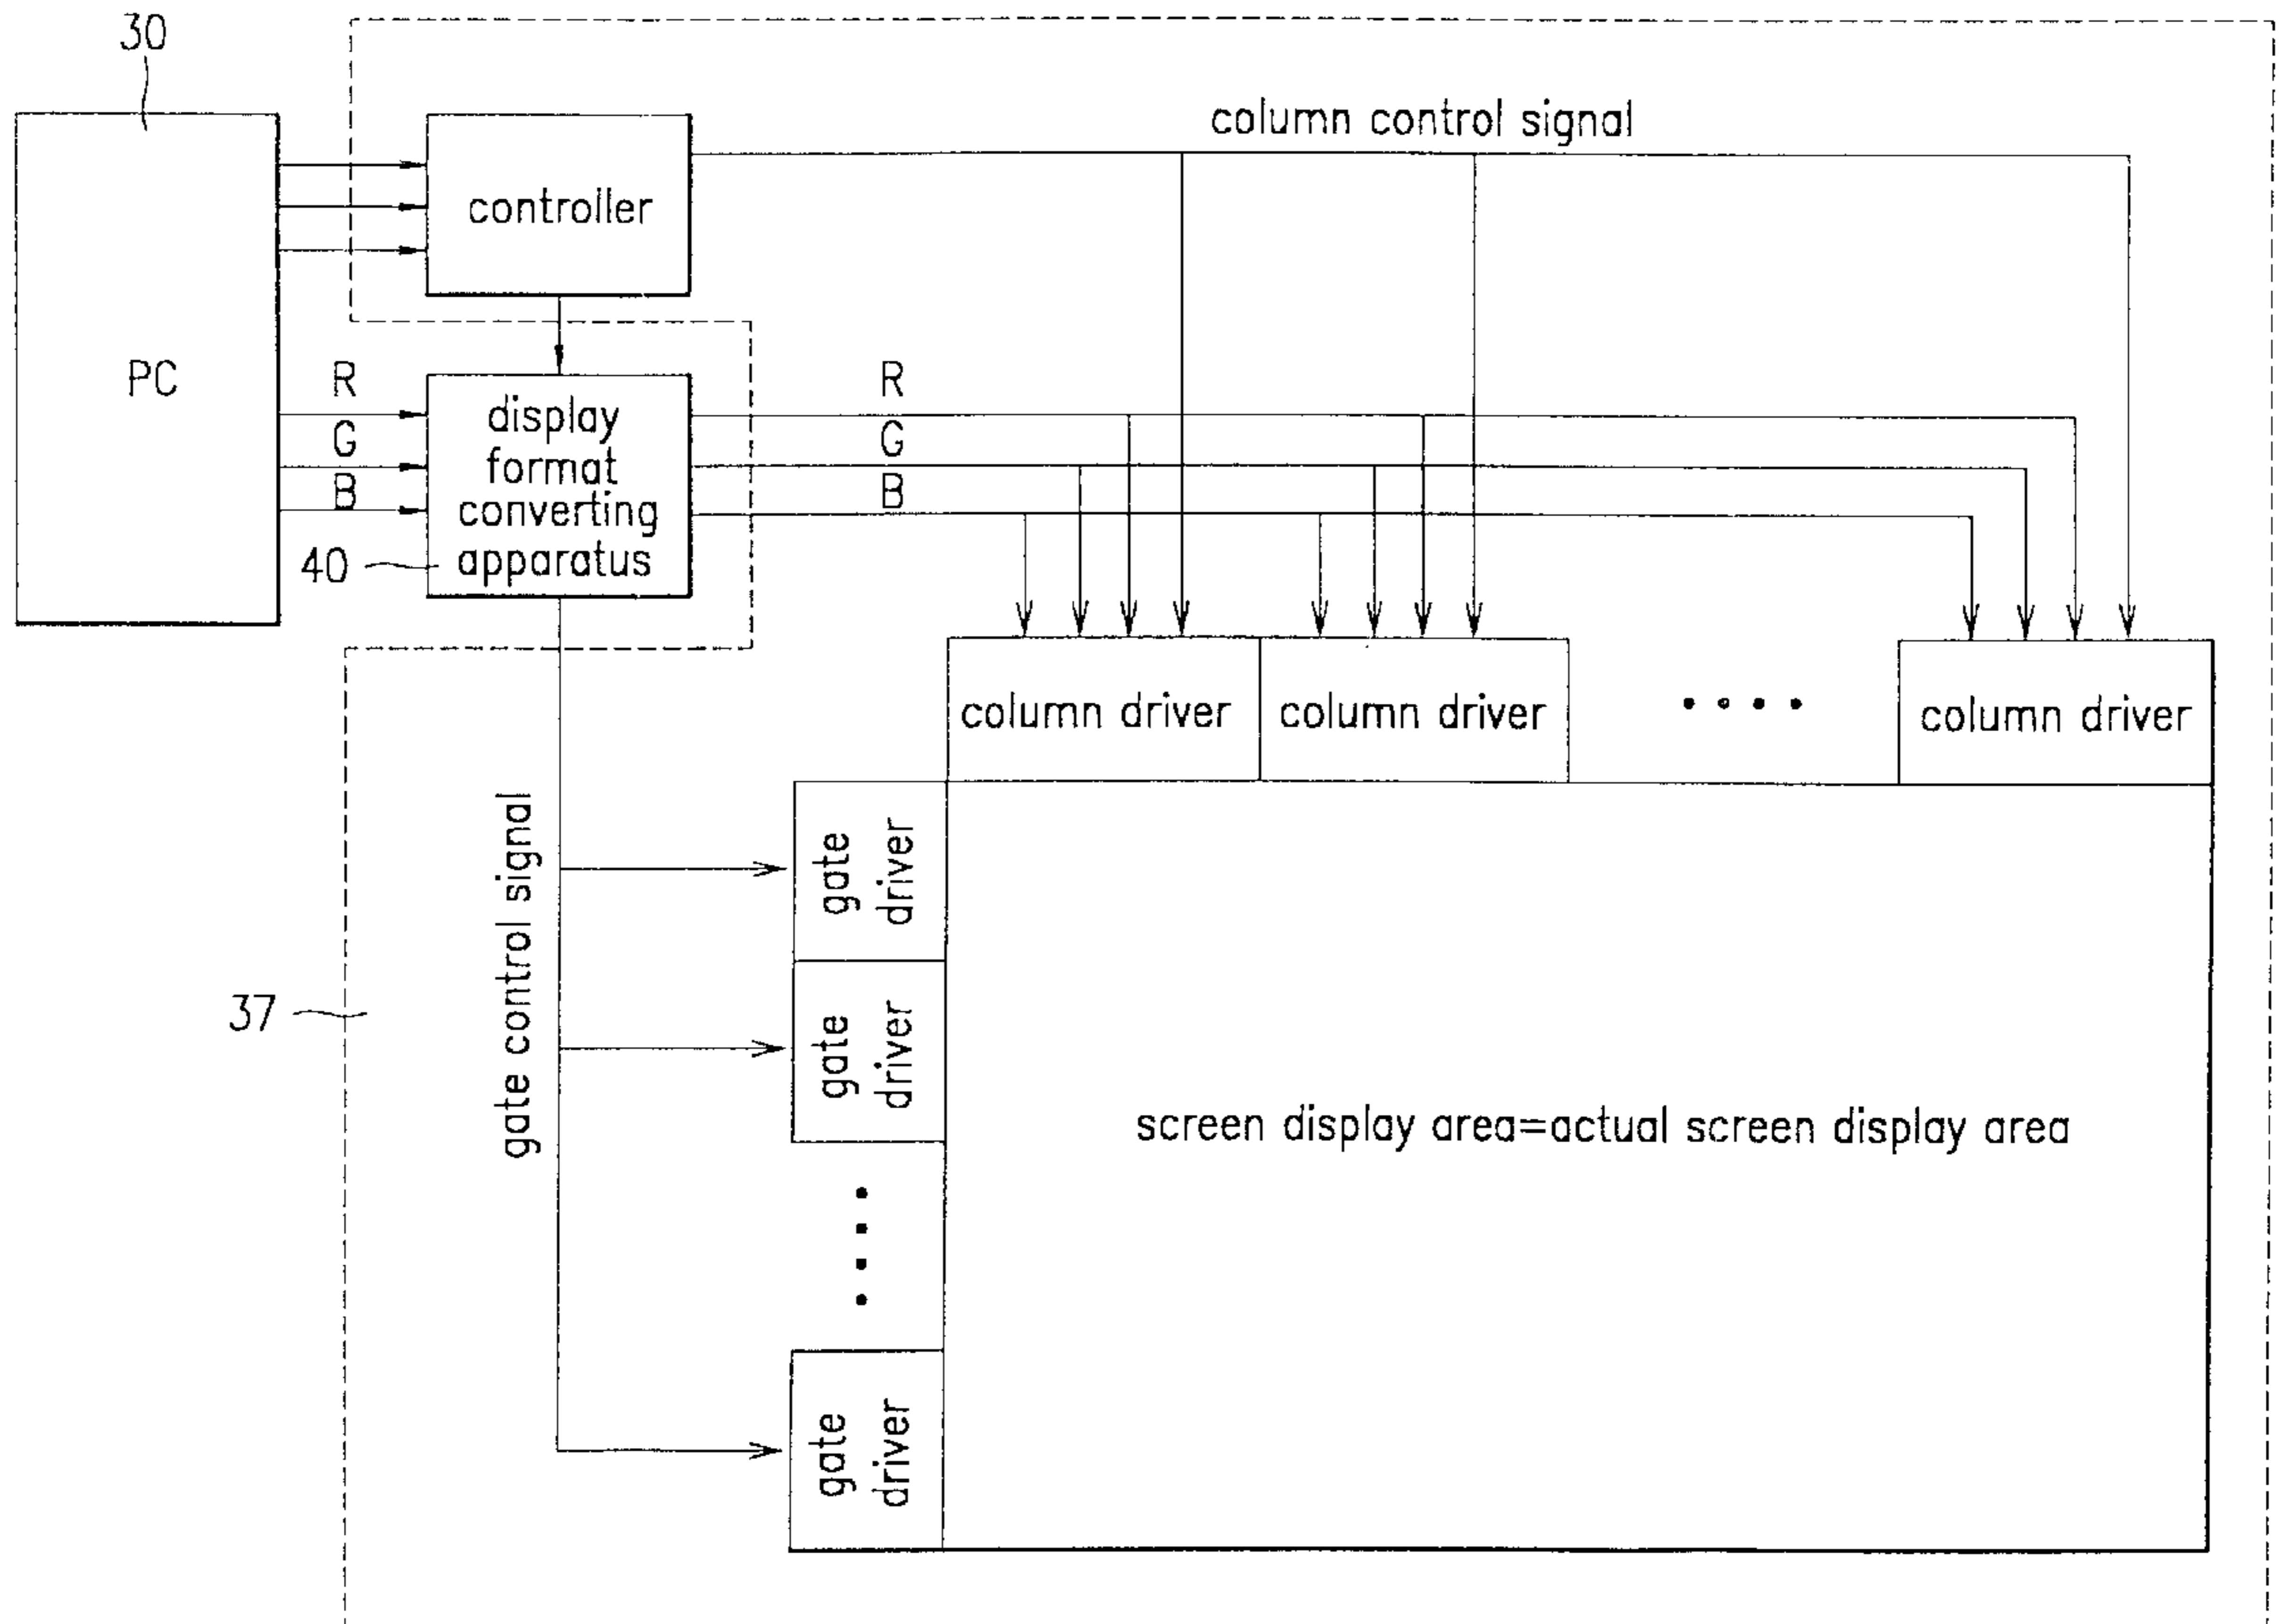 30
column control signal
controller
PC
R
G
B
display
format
converting
apparatus
40
R
G
B
column driver
column driver
column driver
gate control signal
gate
driver
gate
driver
gate
driver
37
screen display area=actual screen display area